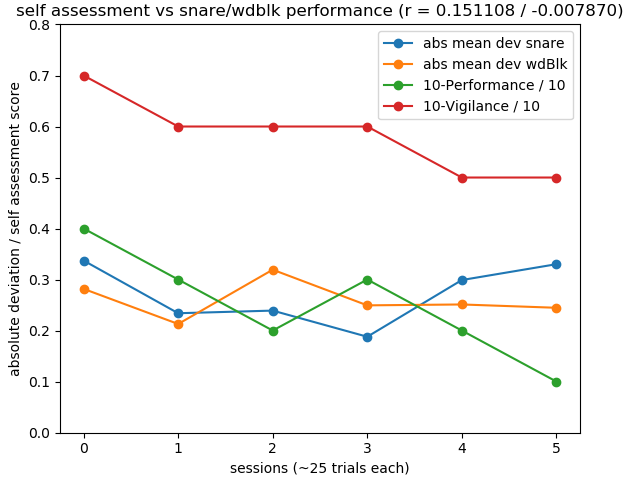 self assessment vs snare/wdblk performance (r = 0.151108 / -0.007870)
0.8
0.7
0.6
0.5
0.4
0.3
0.2
0.1
0.0
absolute deviation / self assessment score
abs mean dev snare
abs mean dev wdBlk
10-Performance / 10
10-Vigilance / 10
0 1 2 3 4 5
sessions (~25 trials each)